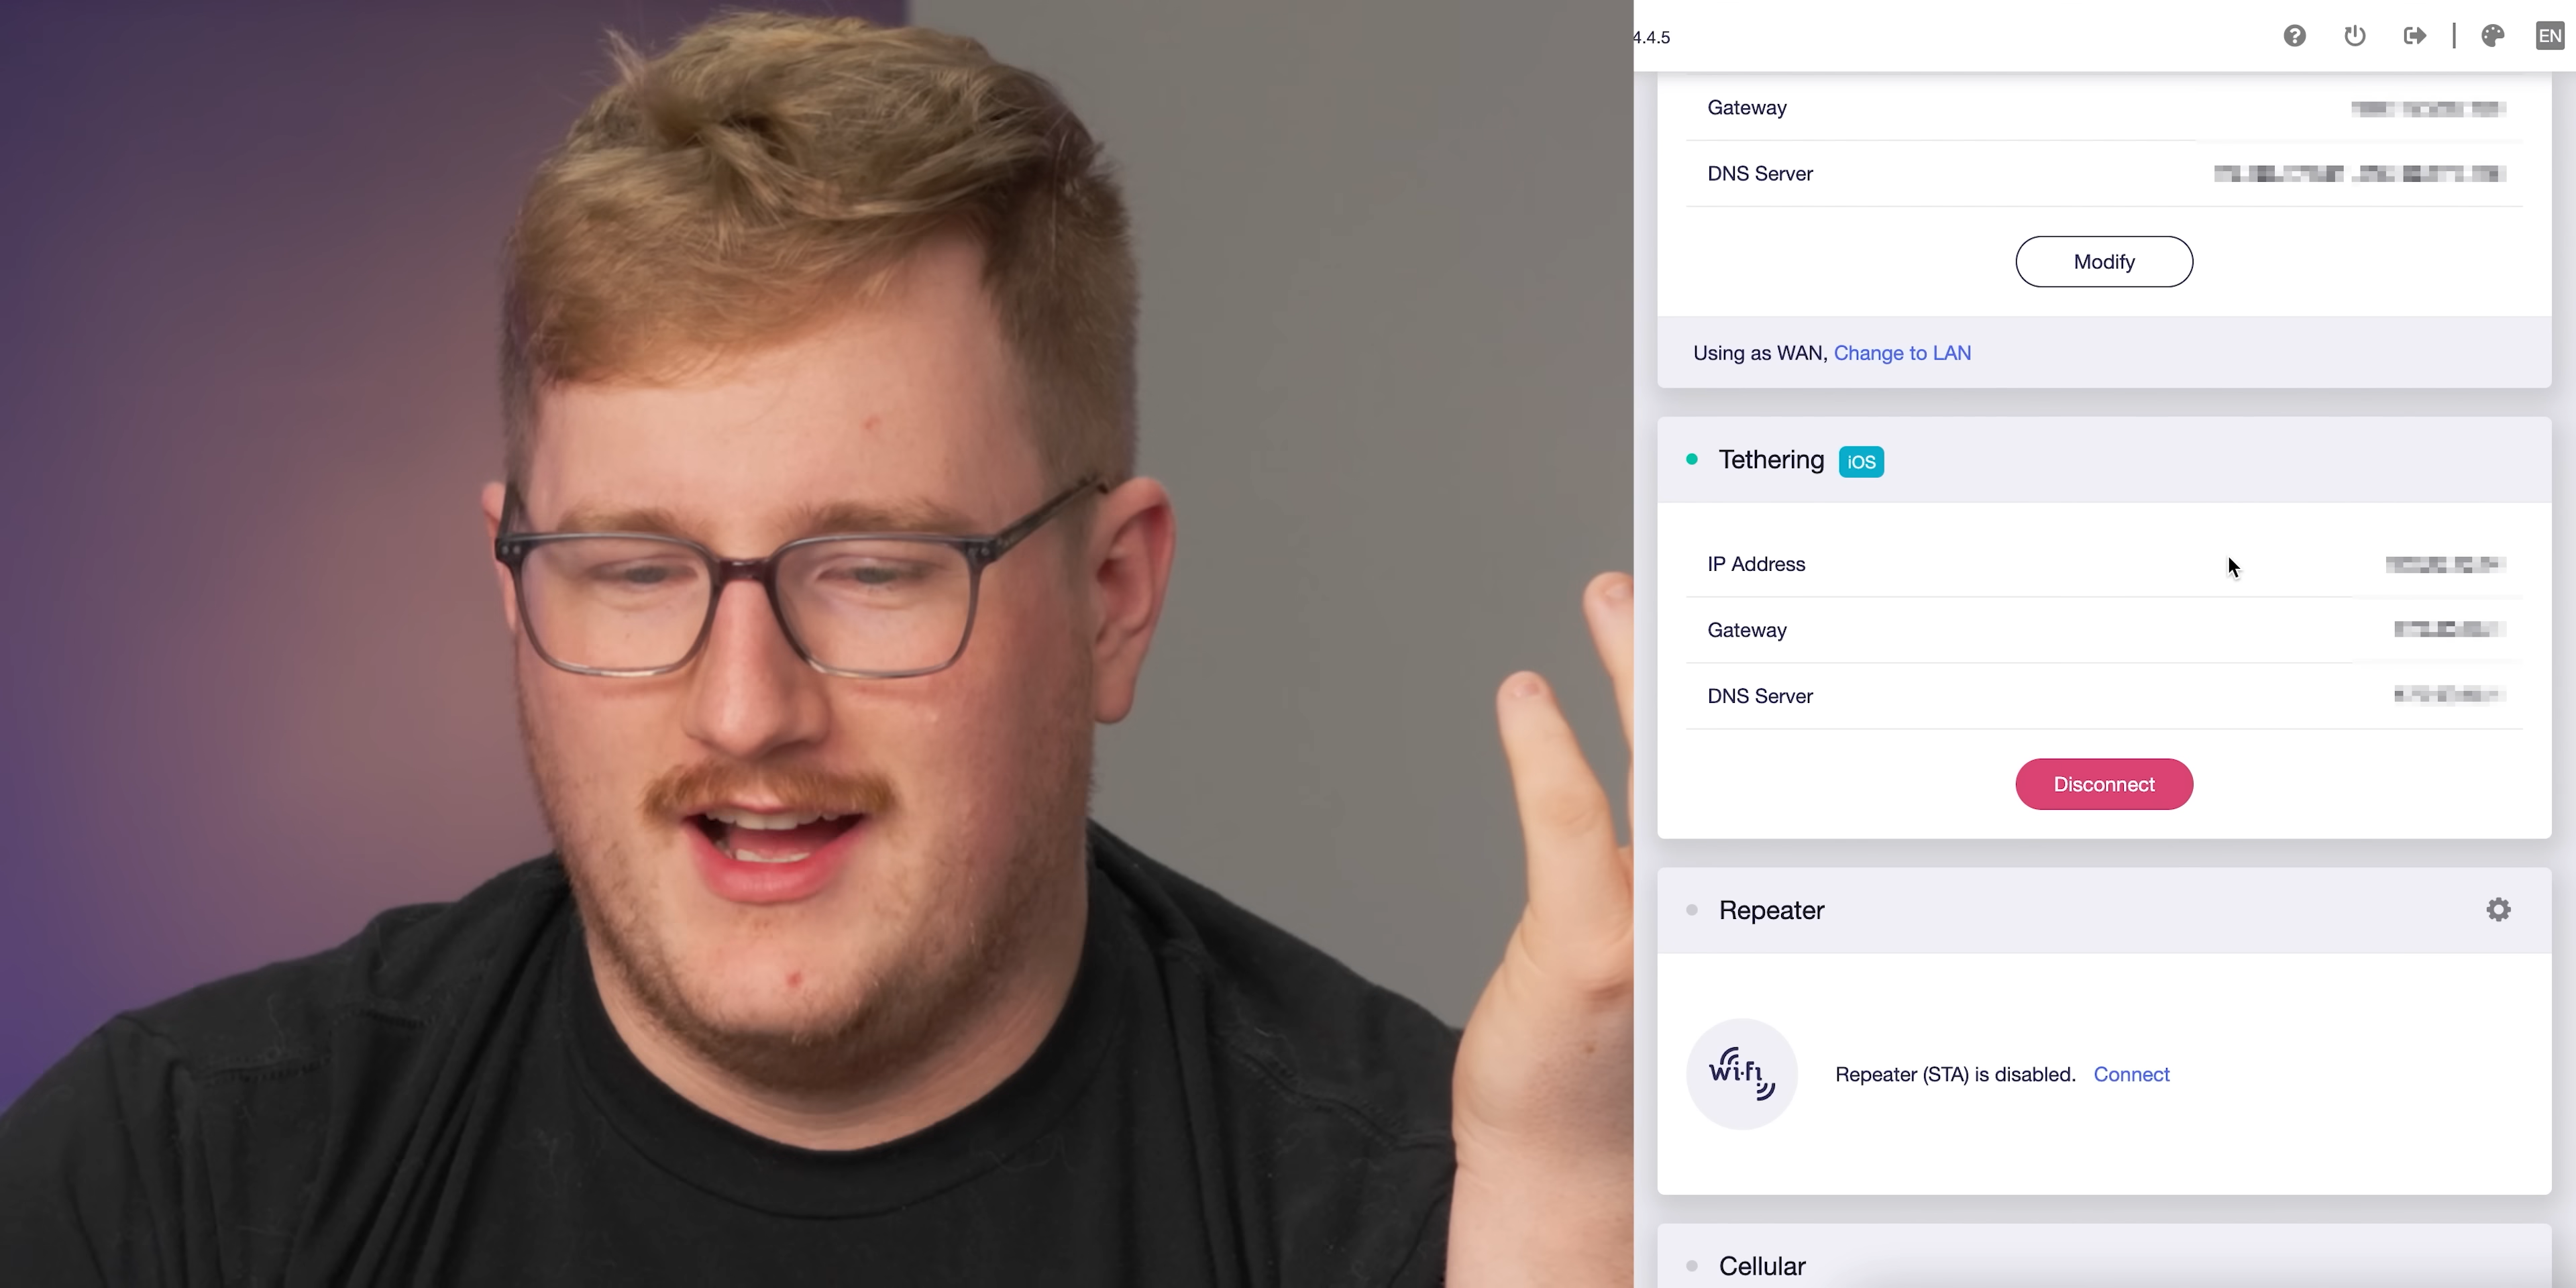 4.4.5
EN
Gateway
DNS Server
Modify
Using as WAN, Change to LAN
Tethering iOS
IP Address
Gateway
DNS Server
Disconnect
Repeater
Wi-Fi
Repeater (STA) is disabled. Connect
Cellular